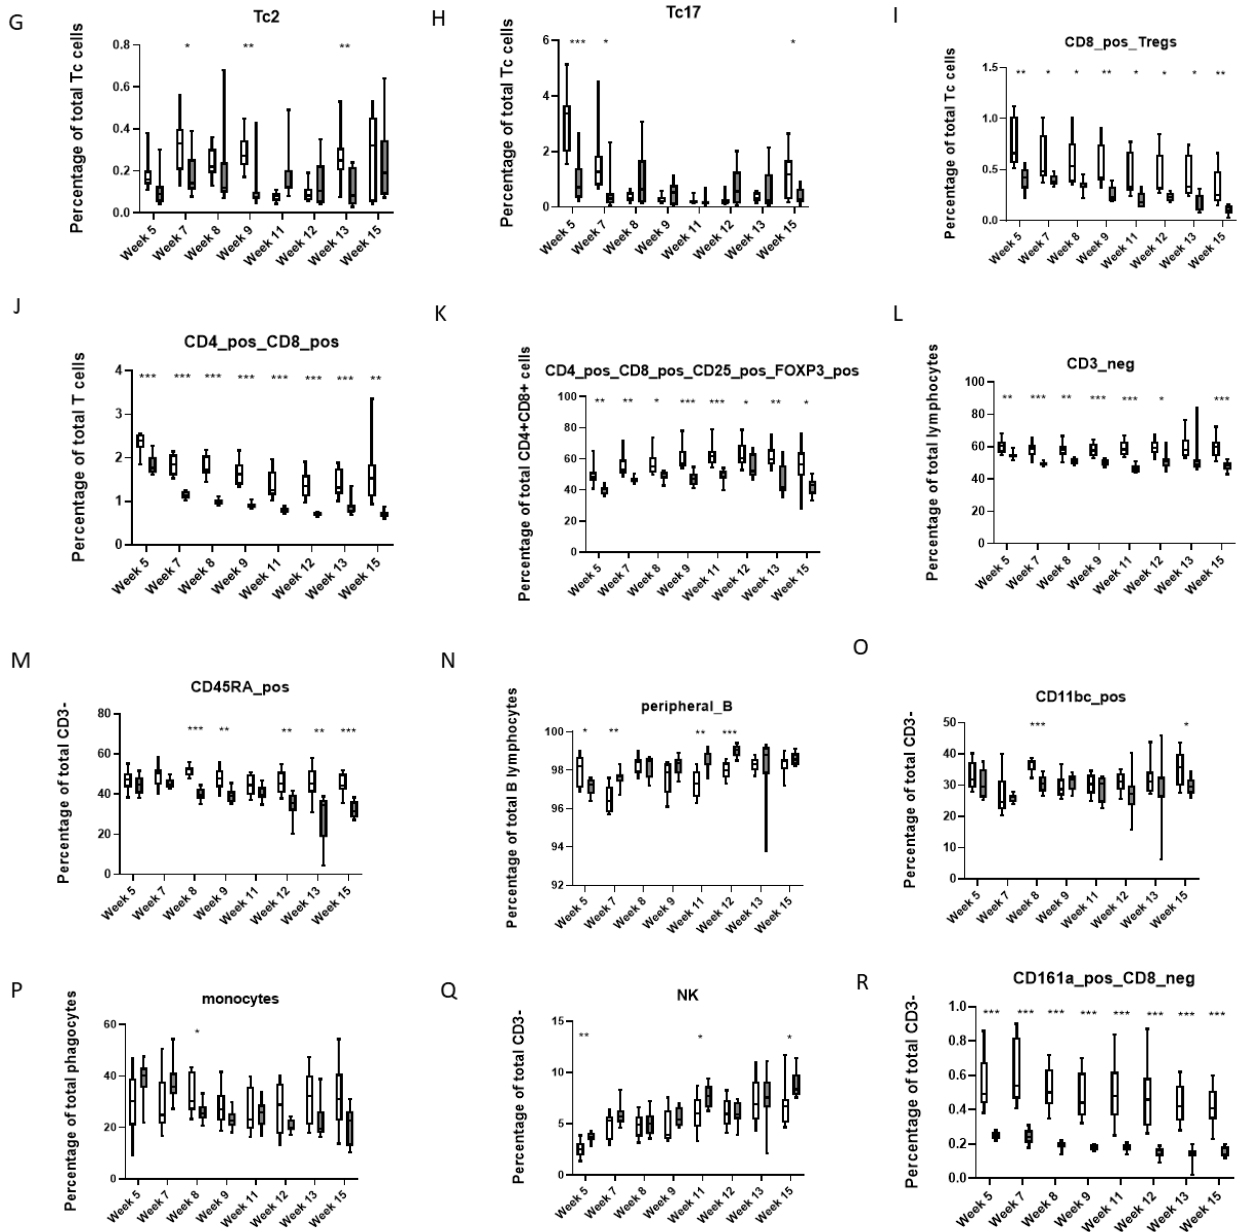 G
Tc2
Percentage of total Tc cells
0.8
0.6
0.4
0.2
0.0
* ** **
Week 5 Week 7 Week 8 Week 9 Week 11 Week 12 Week 13 Week 15
H
Tc17
Percentage of total Tc cells
6
4
2
0
*** * *
Week 5 Week 7 Week 8 Week 9 Week 11 Week 12 Week 13 Week 15
I
CD8_pos_Tregs
Percentage of total Tc cells
1.5
1.0
0.5
0.0
** * * ** * * * **
Week 5 Week 7 Week 8 Week 9 Week 11 Week 12 Week 13 Week 15
J
CD4_pos_CD8_pos
Percentage of total T cells
4
3
2
1
0
*** *** *** *** *** *** *** **
Week 5 Week 7 Week 8 Week 9 Week 11 Week 12 Week 13 Week 15
K
CD4_pos_CD8_pos_CD25_pos_FOXP3_pos
Percentage of total CD4+CD8+ cells
100
80
60
40
20
0
** ** * *** *** * ** *
Week 5 Week 7 Week 8 Week 9 Week 11 Week 12 Week 13 Week 15
L
CD3_neg
Percentage of total lymphocytes
100
80
60
40
20
0
** *** ** *** *** * ***
Week 5 Week 7 Week 8 Week 9 Week 11 Week 12 Week 13 Week 15
M
CD45RA_pos
Percentage of total CD3-
80
60
40
20
0
*** ** ** ** ***
Week 5 Week 7 Week 8 Week 9 Week 11 Week 12 Week 13 Week 15
N
peripheral_B
Percentage of total B lymphocytes
100
98
96
94
92
* ** ** ***
Week 5 Week 7 Week 8 Week 9 Week 11 Week 12 Week 13 Week 15
O
CD11bc_pos
Percentage of total CD3-
50
40
30
20
10
0
*** *
Week 5 Week 7 Week 8 Week 9 Week 11 Week 12 Week 13 Week 15
P
monocytes
Percentage of total phagocytes
60
40
20
0
*
Week 5 Week 7 Week 8 Week 9 Week 11 Week 12 Week 13 Week 15
Q
NK
Percentage of total CD3-
15
10
5
0
** * *
Week 5 Week 7 Week 8 Week 9 Week 11 Week 12 Week 13 Week 15
R
CD161a_pos_CD8_neg
Percentage of total CD3-
1.0
0.8
0.6
0.4
0.2
0.0
*** *** *** *** *** *** *** ***
Week 5 Week 7 Week 8 Week 9 Week 11 Week 12 Week 13 Week 15